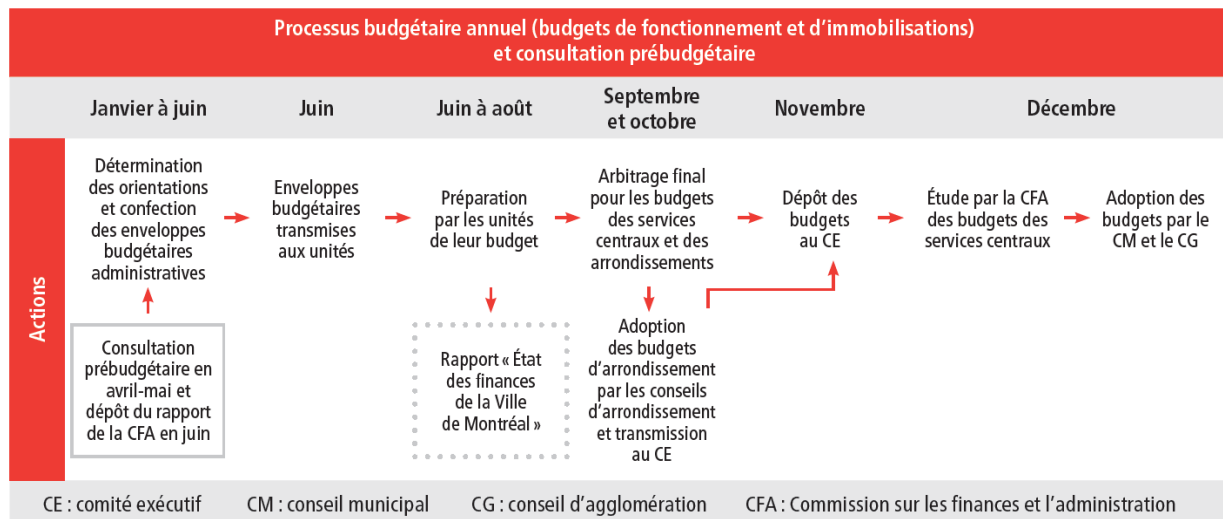 Processus budgétaire annuel (budgets de fonctionnement et d’immobilisations)
et consultation prébudgétaire
Janvier à juin
Juin
Juin à août
Septembre
et octobre
Novembre
Décembre
Actions
Détermination
des orientations
et confection
des enveloppes
budgétaires
administratives
Enveloppes
budgétaires
transmises
aux unités
Préparation
par les unités
de leur budget
Arbitrage final
pour les budgets
des services
centraux et des
arrondissements
Dépôt des
budgets
au CE
Étude par la CFA
des budgets des
services centraux
Adoption des
budgets par le
CM et le CG
Consultation
prébudgétaire en
avril-mai et
dépôt du rapport
de la CFA en juin
Rapport « État
des finances
de la Ville
de Montréal »
Adoption
des budgets
d’arrondissement
par les conseils
d’arrondissement
et transmission
au CE
CE : comité exécutif CM : conseil municipal CG : conseil d’agglomération CFA : Commission sur les finances et l’administration